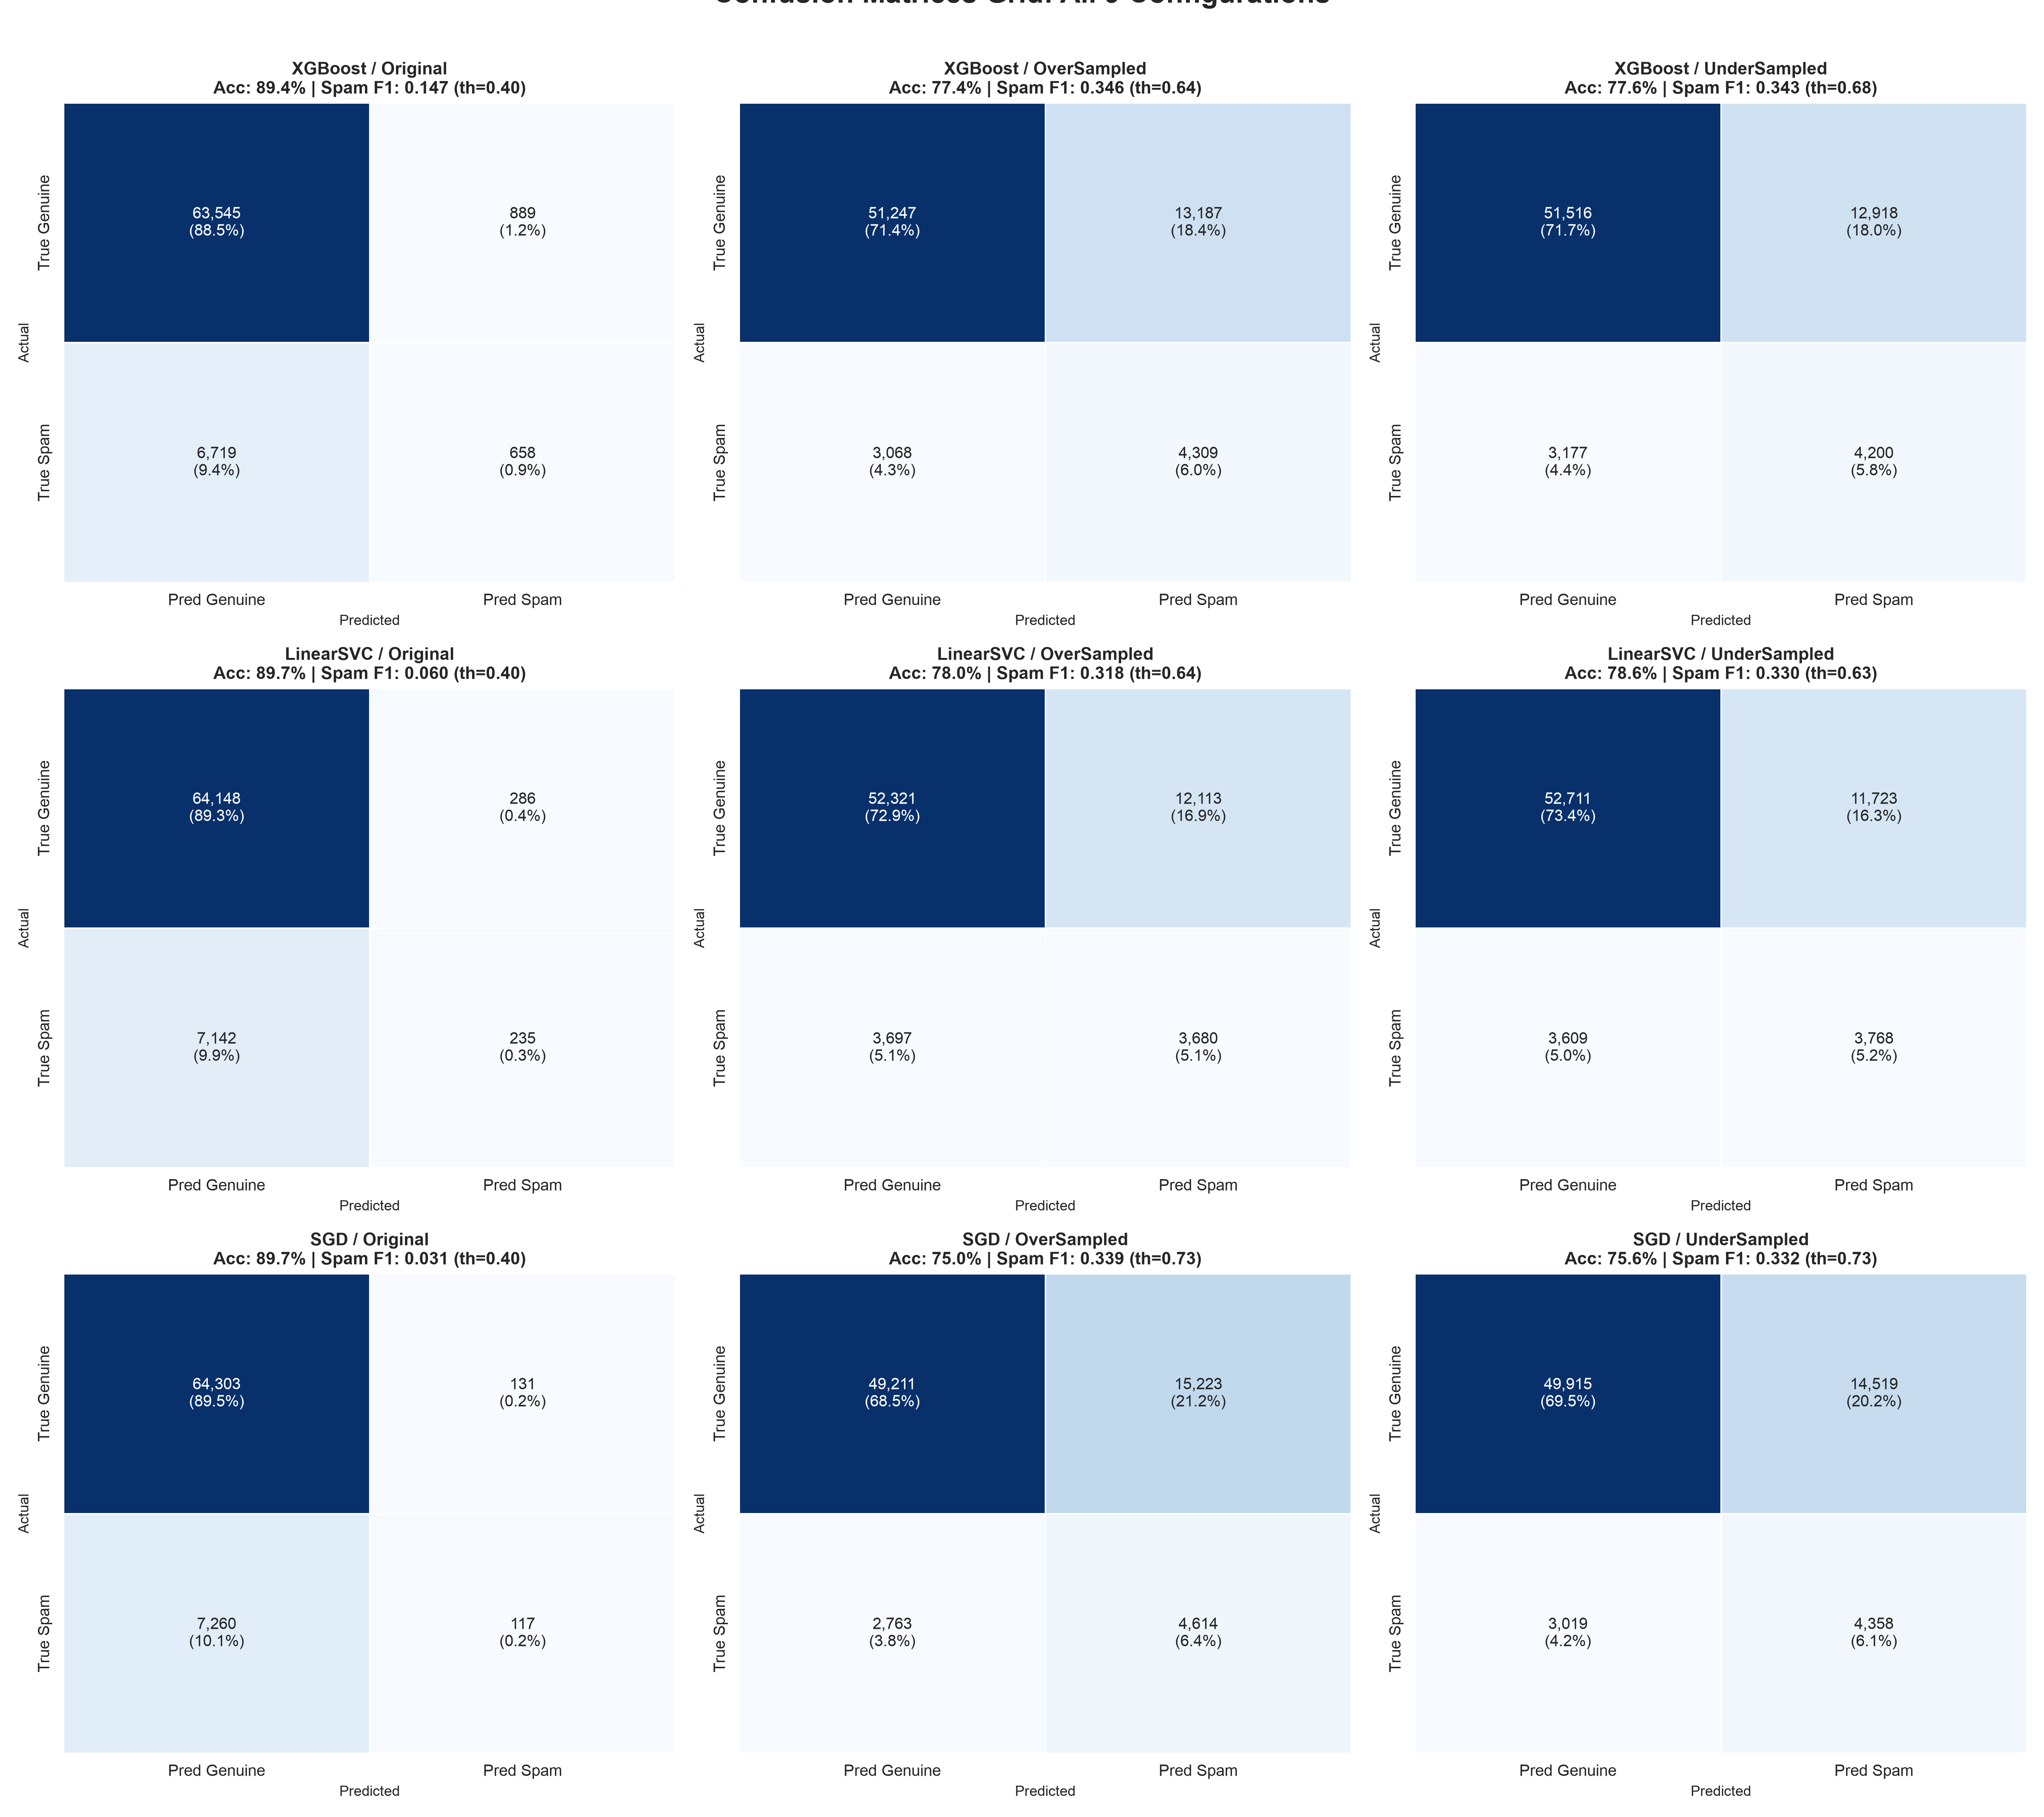 Confusion Matrices Grid: All 9 Configurations
XGBoost / Original
Acc: 89.4% | Spam F1: 0.147 (th=0.40)
True Genuine
63,545
(88.5%)
889
(1.2%)
Actual
True Spam
6,719
(9.4%)
658
(0.9%)
Pred Genuine
Pred Spam
Predicted
XGBoost / OverSampled
Acc: 77.4% | Spam F1: 0.346 (th=0.64)
True Genuine
51,247
(71.4%)
13,187
(18.4%)
Actual
True Spam
3,068
(4.3%)
4,309
(6.0%)
Pred Genuine
Pred Spam
Predicted
XGBoost / UnderSampled
Acc: 77.6% | Spam F1: 0.343 (th=0.68)
True Genuine
51,516
(71.7%)
12,918
(18.0%)
Actual
True Spam
3,177
(4.4%)
4,200
(5.8%)
Pred Genuine
Pred Spam
Predicted
LinearSVC / Original
Acc: 89.7% | Spam F1: 0.060 (th=0.40)
True Genuine
64,148
(89.3%)
286
(0.4%)
Actual
True Spam
7,142
(9.9%)
235
(0.3%)
Pred Genuine
Pred Spam
Predicted
LinearSVC / OverSampled
Acc: 78.0% | Spam F1: 0.318 (th=0.64)
True Genuine
52,321
(72.9%)
12,113
(16.9%)
Actual
True Spam
3,697
(5.1%)
3,680
(5.1%)
Pred Genuine
Pred Spam
Predicted
LinearSVC / UnderSampled
Acc: 78.6% | Spam F1: 0.330 (th=0.63)
True Genuine
52,711
(73.4%)
11,723
(16.3%)
Actual
True Spam
3,609
(5.0%)
3,768
(5.2%)
Pred Genuine
Pred Spam
Predicted
SGD / Original
Acc: 89.7% | Spam F1: 0.031 (th=0.40)
True Genuine
64,303
(89.5%)
131
(0.2%)
Actual
True Spam
7,260
(10.1%)
117
(0.2%)
Pred Genuine
Pred Spam
Predicted
SGD / OverSampled
Acc: 75.0% | Spam F1: 0.339 (th=0.73)
True Genuine
49,211
(68.5%)
15,223
(21.2%)
Actual
True Spam
2,763
(3.8%)
4,614
(6.4%)
Pred Genuine
Pred Spam
Predicted
SGD / UnderSampled
Acc: 75.6% | Spam F1: 0.332 (th=0.73)
True Genuine
49,915
(69.5%)
14,519
(20.2%)
Actual
True Spam
3,019
(4.2%)
4,358
(6.1%)
Pred Genuine
Pred Spam
Predicted